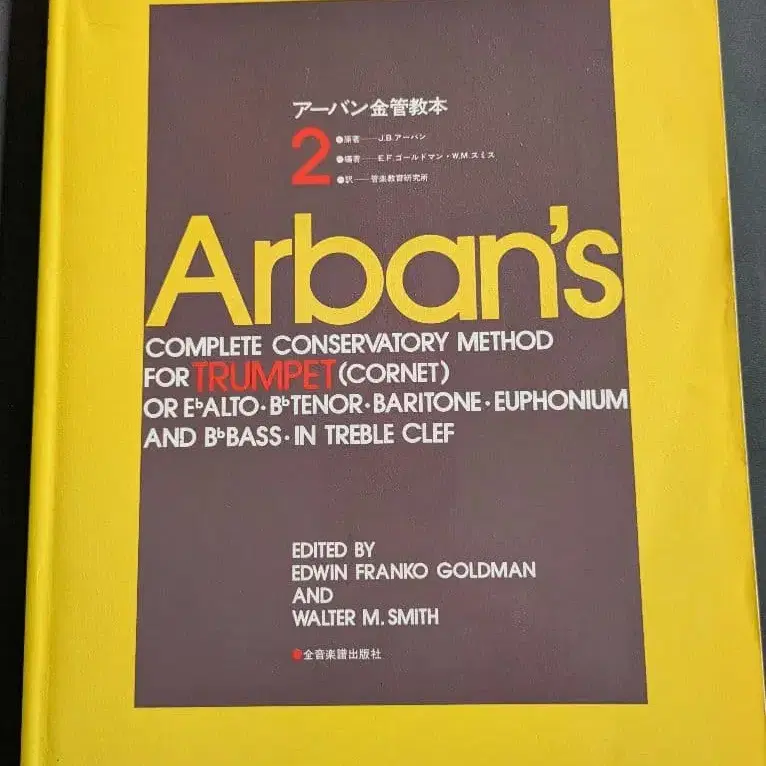 アーバン金管教本
2
●原著──J.B.アーバン
●編著──E.F.ゴールドマン・W.M.スミス
●訳──管楽教育研究所
Arban's
COMPLETE CONSERVATORY METHOD
FOR TRUMPET (CORNET)
OR E♭ALTO·B♭TENOR·BARITONE·EUPHONIUM
AND B♭BASS·IN TREBLE CLEF
EDITED BY
EDWIN FRANKO GOLDMAN
AND
WALTER M. SMITH
●全音楽譜出版社